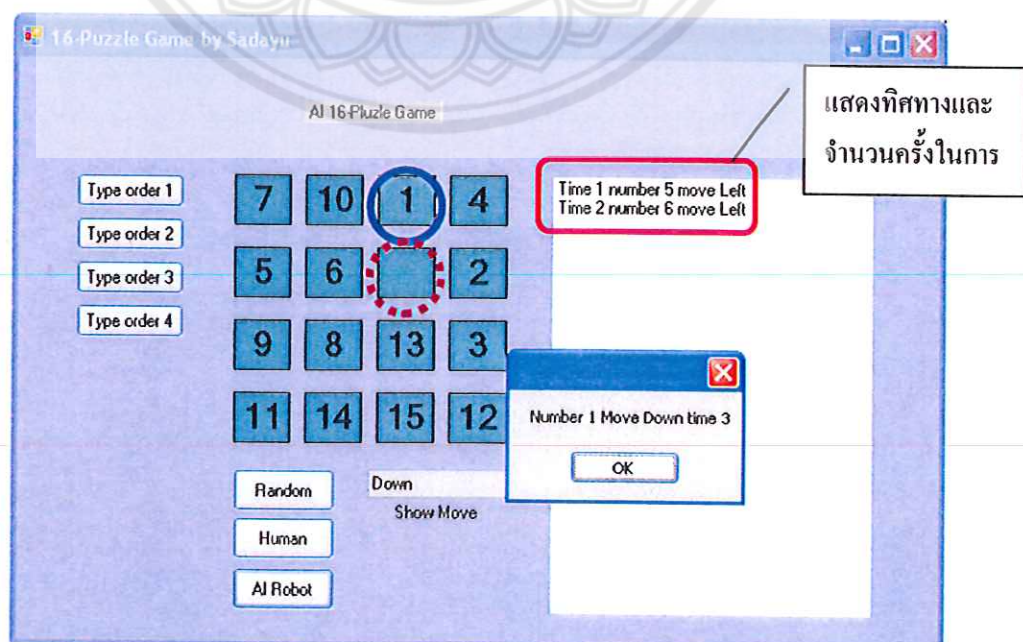 16-Puzzle Game by Sadayu
แสดงทิศทางและ
จำนวนครั้งในการ
AI 16-Pluzle Game
Type order 1
Type order 2
Type order 3
Type order 4
7 10 1 4
5 6 2
9 8 13 3
11 14 15 12
Time 1 number 5 move Left
Time 2 number 6 move Left
Number 1 Move Down time 3
OK
Random
Human
AI Robot
Down
Show Move